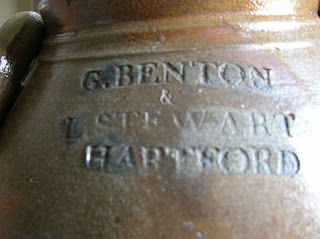 G. BENTON
&
L. STEWART
HARTFORD